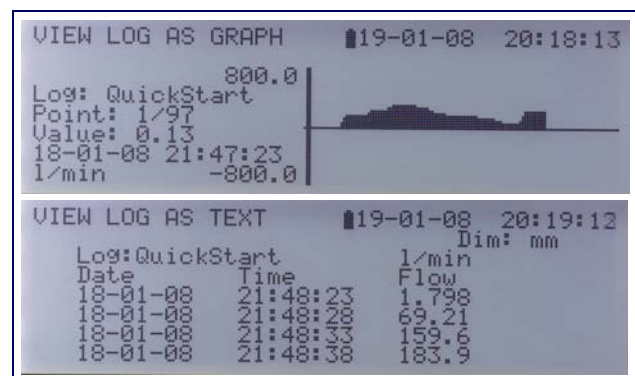 VIEW LOG AS GRAPH 19-01-08 20:18:13
800.0
Log: QuickStart
Point: 1/97
Value: 0.13
18-01-08 21:47:23
l/min -800.0
VIEW LOG AS TEXT 19-01-08 20:19:12
Dim: mm
Log:QuickStart l/min
Date Time Flow
18-01-08 21:48:23 1.798
18-01-08 21:48:28 69.21
18-01-08 21:48:33 159.6
18-01-08 21:48:38 183.9